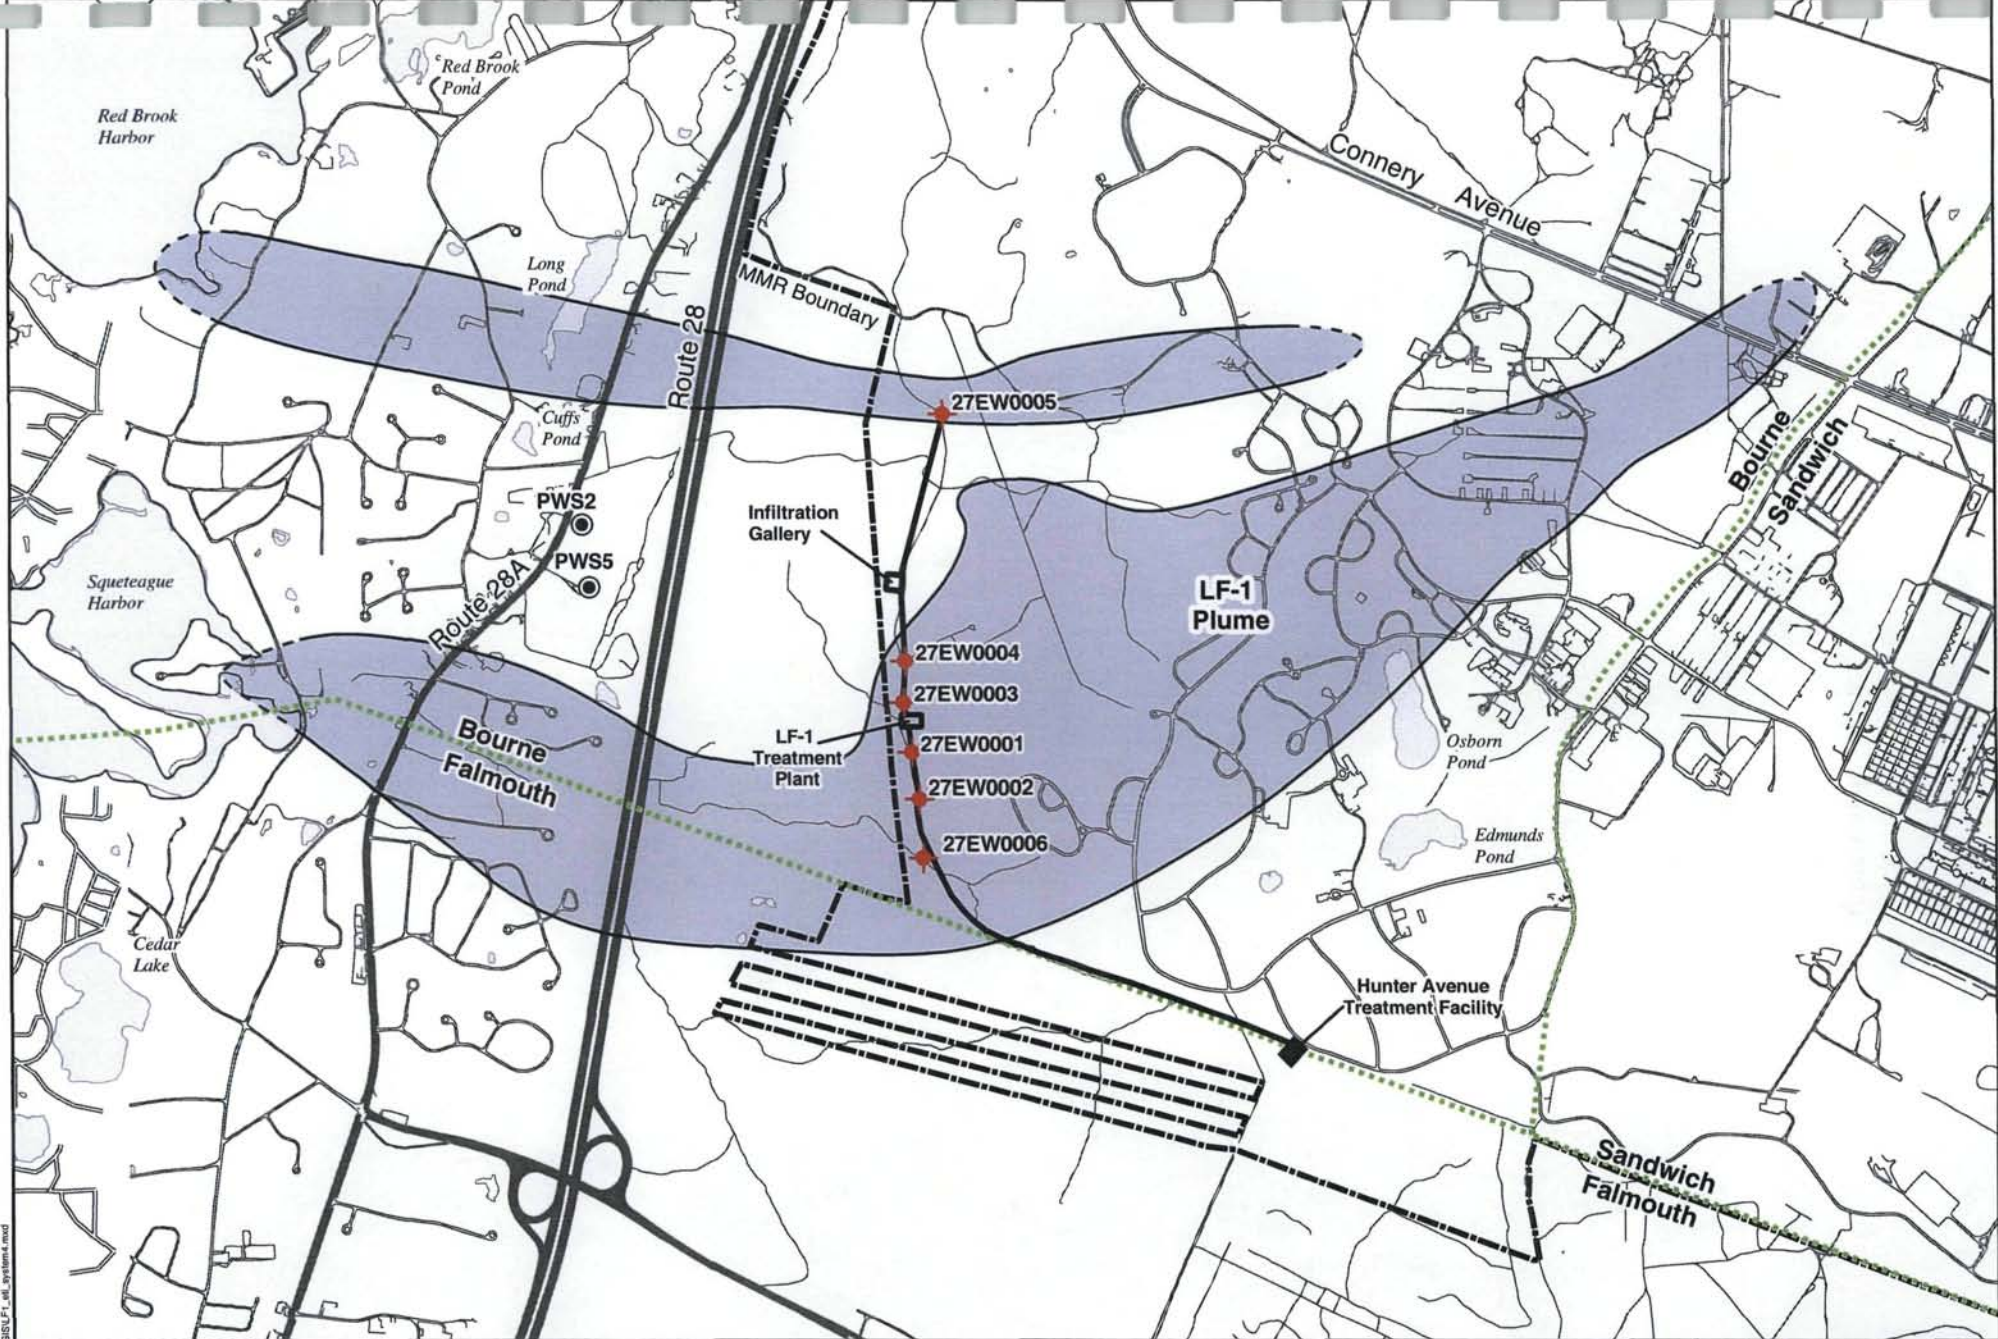 Red Brook
Pond
Red Brook
Harbor
Connery Avenue
Long
Pond
MMR Boundary
Route 28
27EW0005
Cuffs
Pond
Bourne
Sandwich
PWS2
Infiltration
Gallery
PWS5
Route 28A
Squeteague
Harbor
LF-1
Plume
27EW0004
27EW0003
LF-1
Treatment
Plant
27EW0001
Bourne
Falmouth
Osborn
Pond
27EW0002
27EW0006
Edmunds
Pond
Cedar
Lake
Hunter Avenue
Treatment Facility
Sandwich
Falmouth